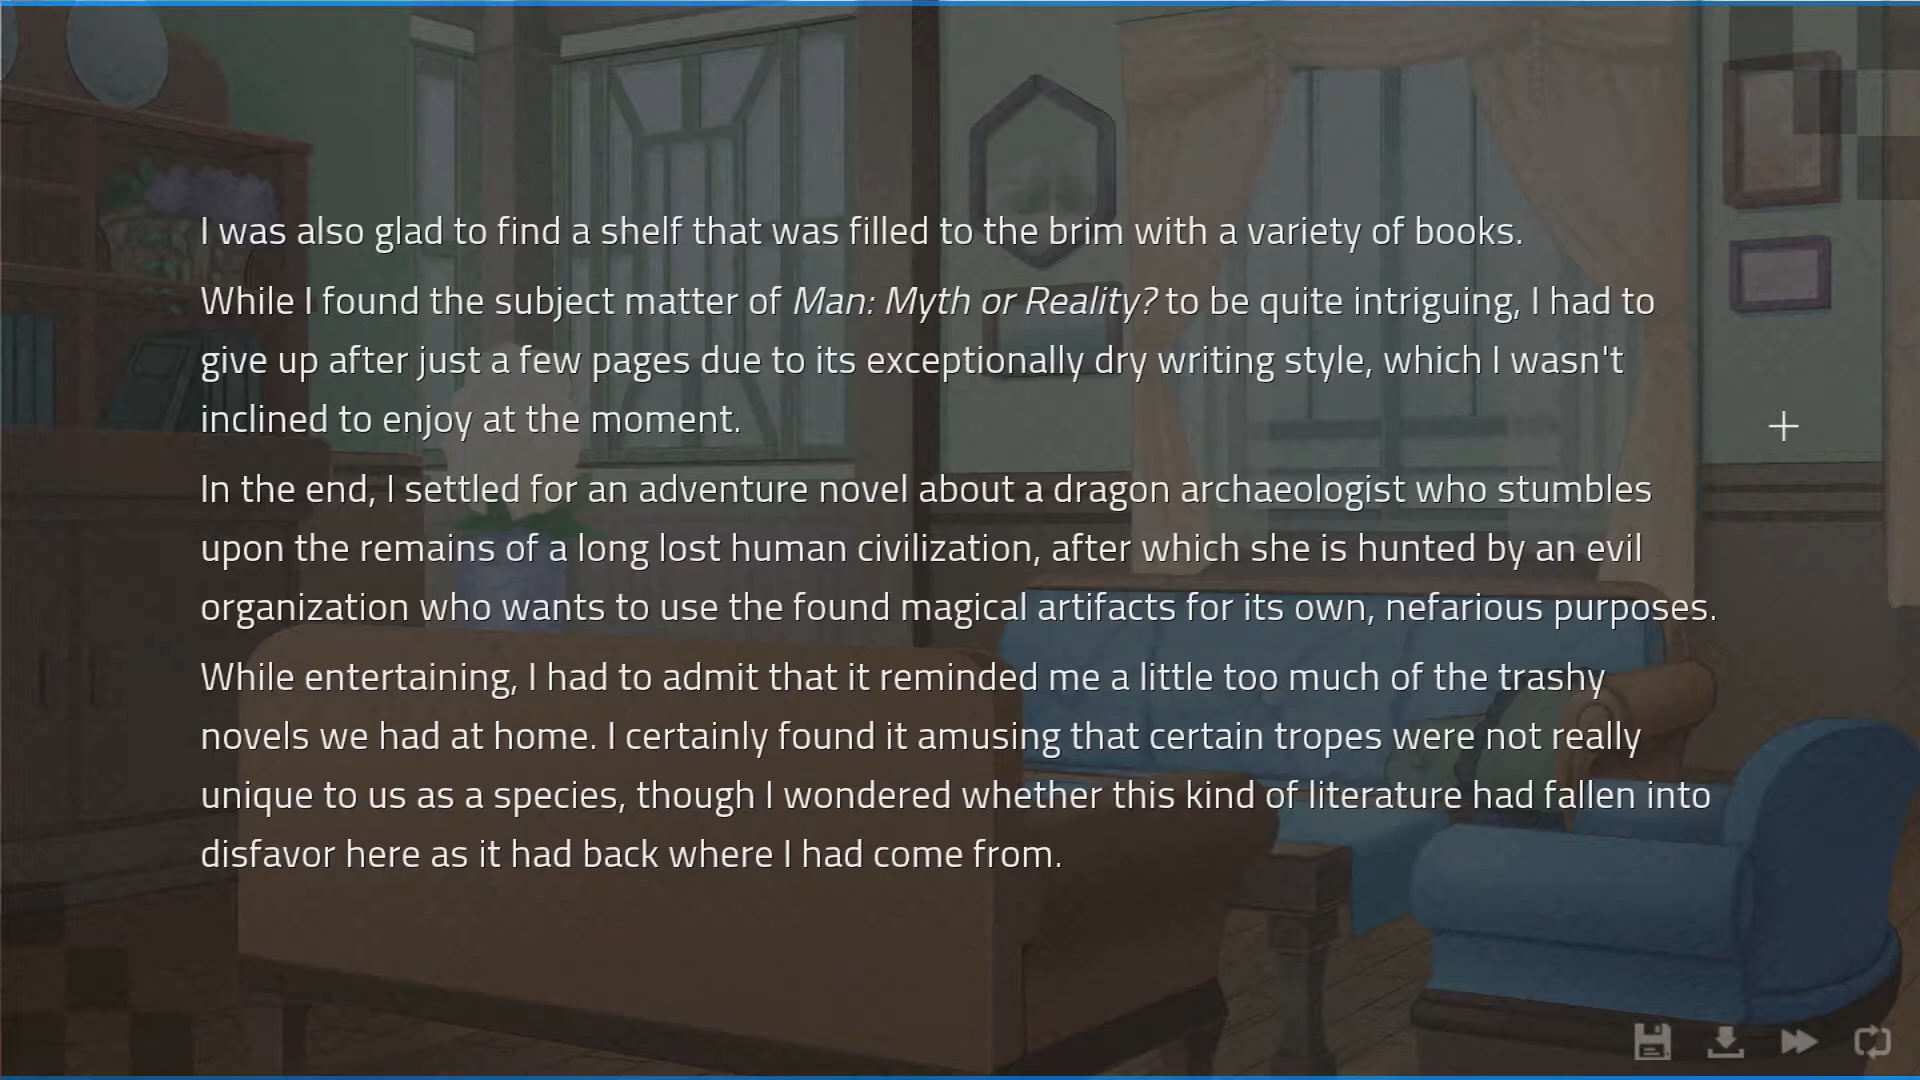 I was also glad to find a shelf that was filled to the brim with a variety of books.
While I found the subject matter of Man: Myth or Reality? to be quite intriguing, I had to
give up after just a few pages due to its exceptionally dry writing style, which I wasn't
inclined to enjoy at the moment.
In the end, I settled for an adventure novel about a dragon archaeologist who stumbles
upon the remains of a long lost human civilization, after which she is hunted by an evil
organization who wants to use the found magical artifacts for its own, nefarious purposes.
While entertaining, I had to admit that it reminded me a little too much of the trashy
novels we had at home. I certainly found it amusing that certain tropes were not really
unique to us as a species, though I wondered whether this kind of literature had fallen into
disfavor here as it had back where I had come from.